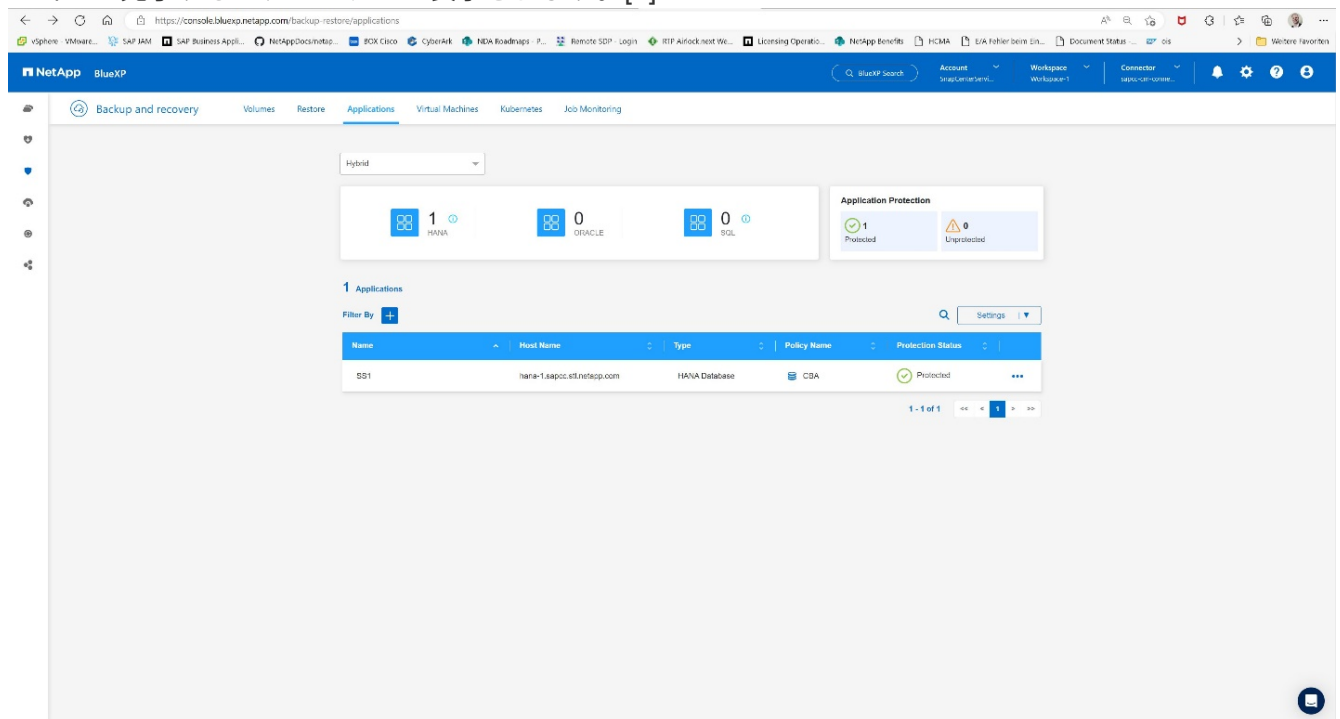 https://console.bluexp.netapp.com/backup-restore/applications
vSphere - VMware... SAP JAM SAP Business Appli... NetAppDocsmetap... BOX Cisco CyberArk NDA Roadmaps - P... Remote SDP - Login RTP Airlock.next We... Licensing Operatio... NetApp Benefits HCMA E/A Fehler beim Ein... Document Status -... ois Weitere Favoriten
NetApp BlueXP BlueXP Search Account Workspace Workspace-1 Connector
Backup and recovery Volumes Restore Applications Virtual Machines Kubernetes Job Monitoring
Hybrid
1 HANA
0 ORACLE
0 SQL
Application Protection
1 Protected
0 Unprotected
1 Applications
Filter By + Settings
Name Host Name Type Policy Name Protection Status
SS1 hana-1.sapcc.stl.netapp.com HANA Database CBA Protected
1 - 1 of 1 << < 1 > >>